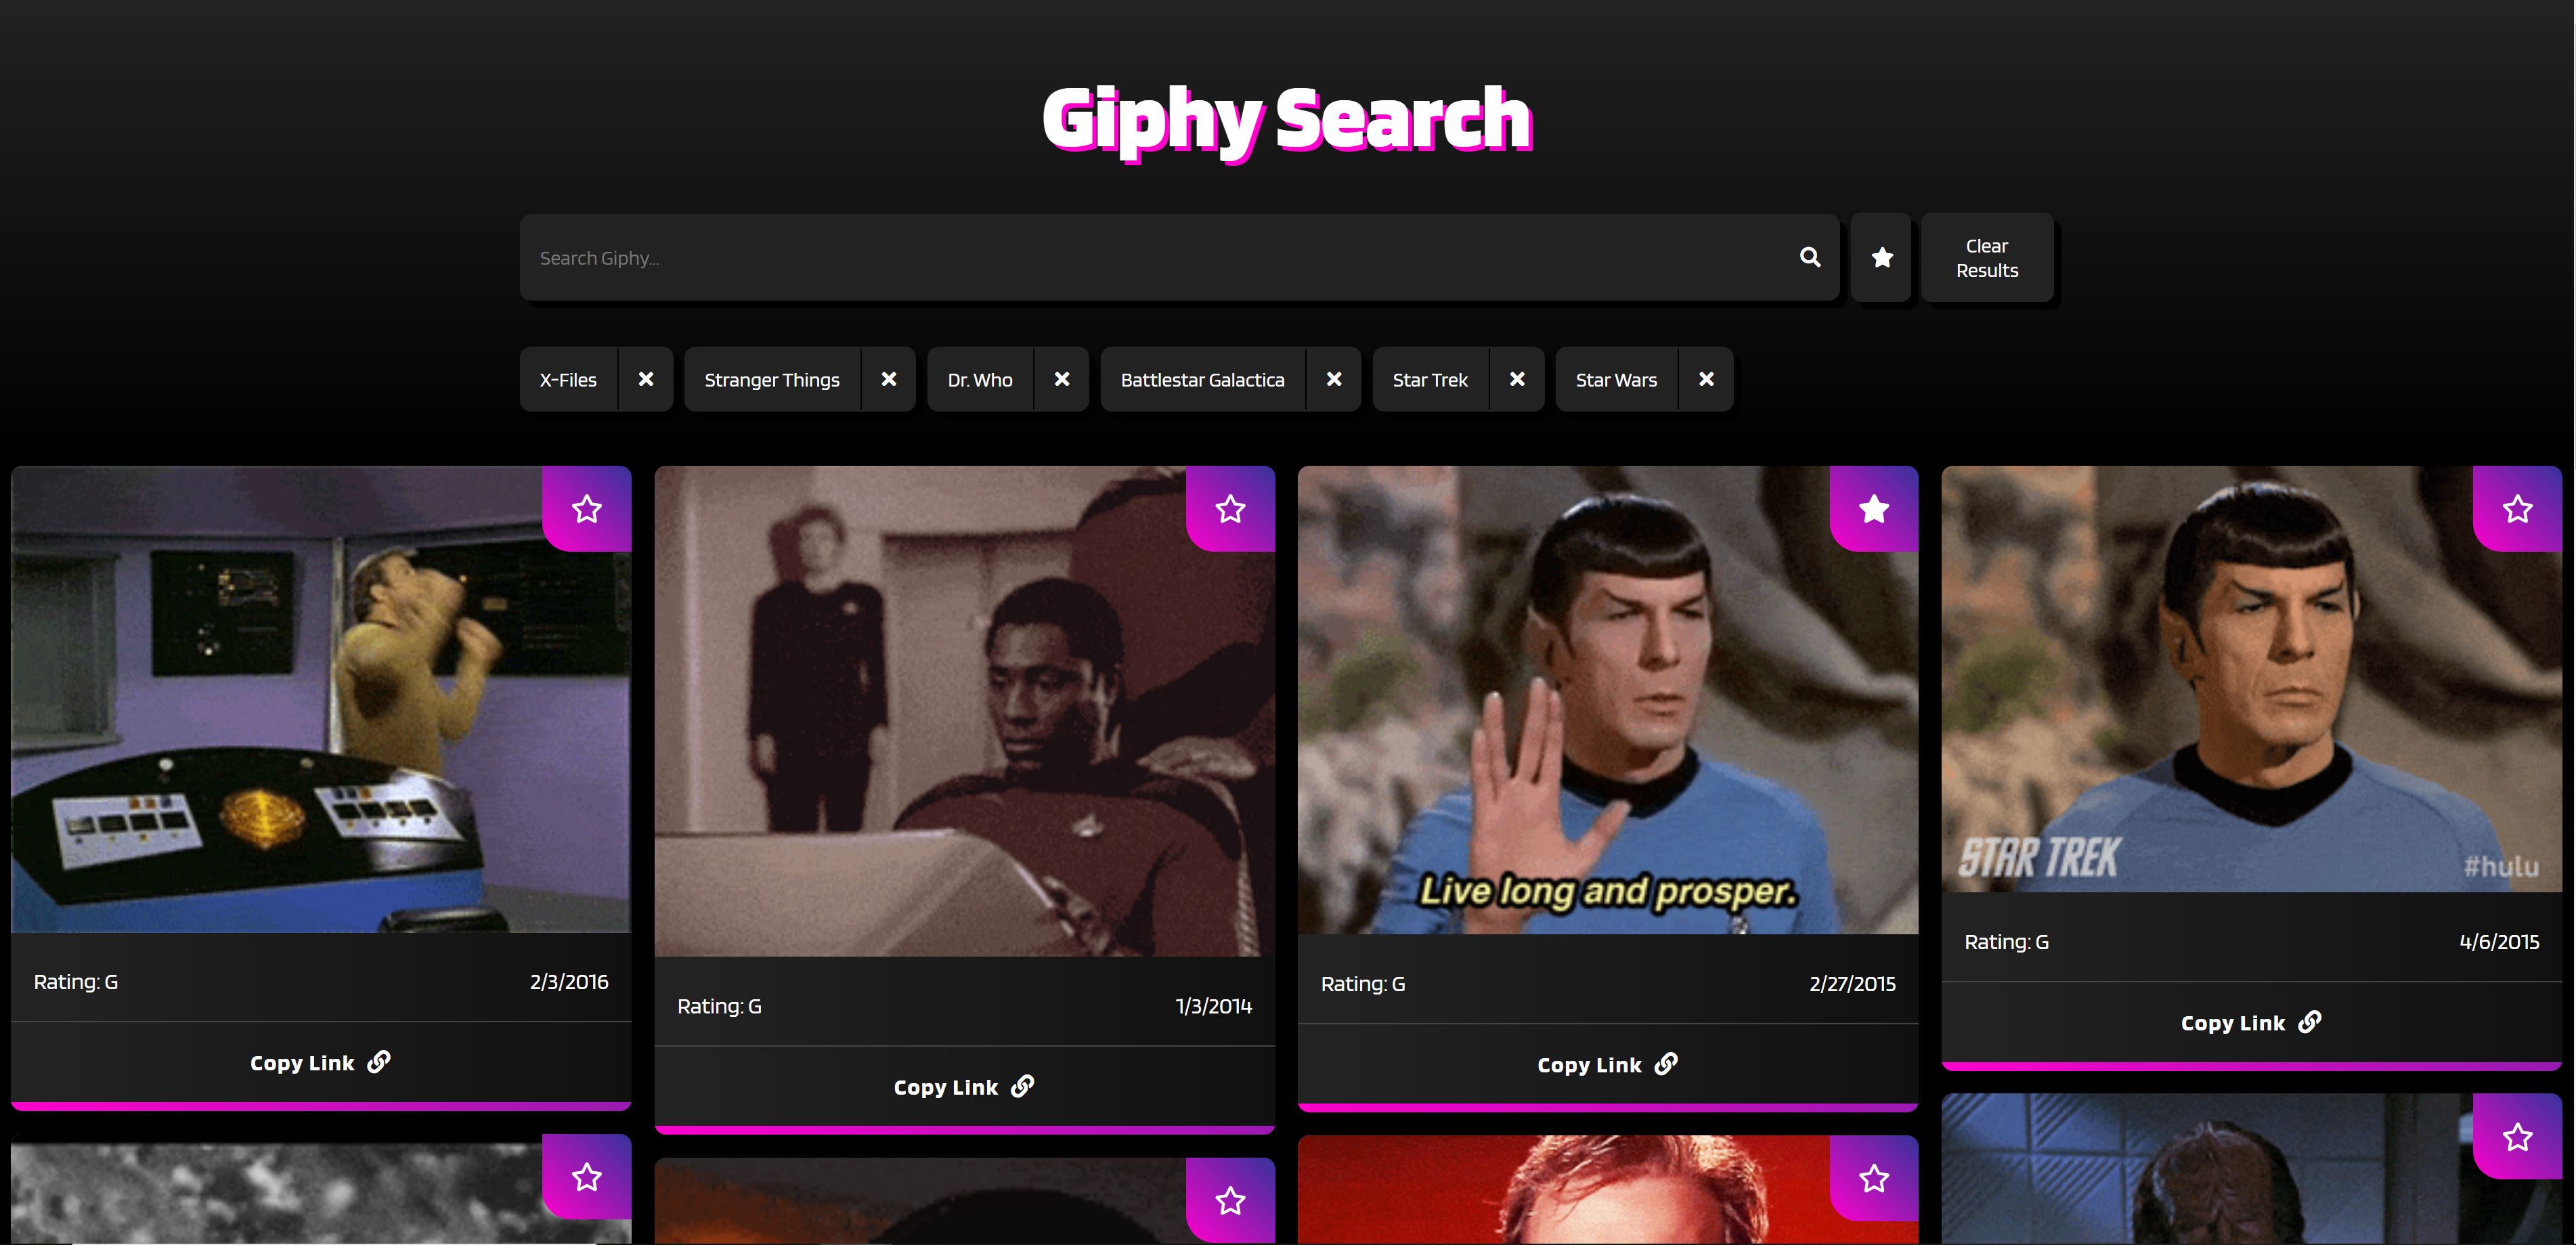 Giphy Search
Search Giphy...
Clear
Results
X-Files
Stranger Things
Dr. Who
Battlestar Galactica
Star Trek
Star Wars
Live long and prosper.
STAR TREK
#hulu
Rating: G
2/3/2016
Copy Link
Rating: G
1/3/2014
Copy Link
Rating: G
2/27/2015
Copy Link
Rating: G
4/6/2015
Copy Link